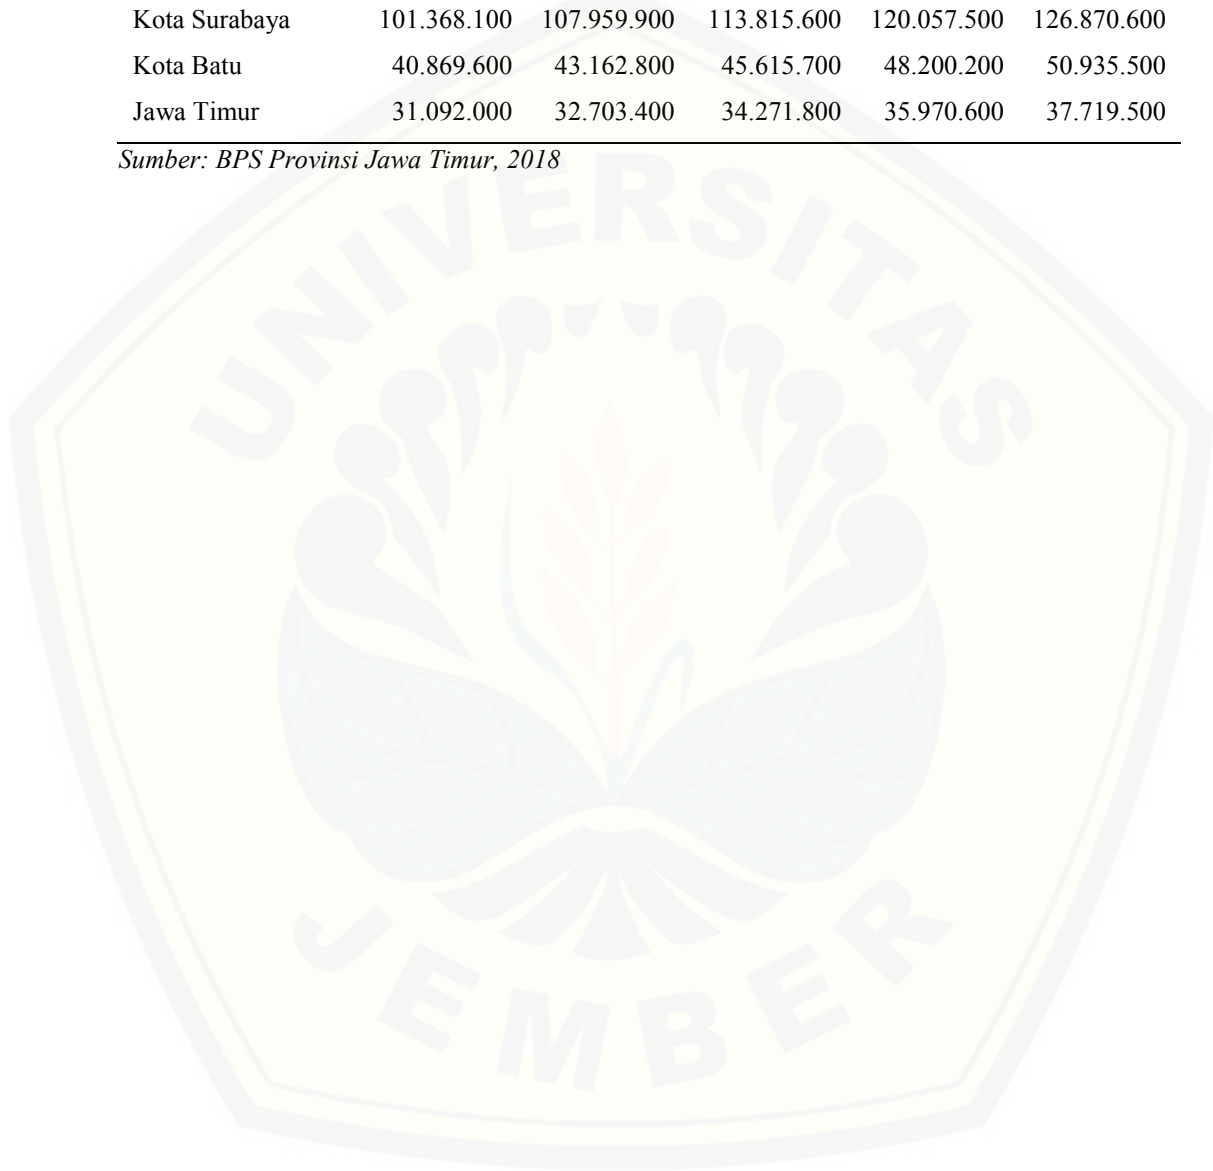 Kota Surabaya 101.368.100 107.959.900 113.815.600 120.057.500 126.870.600
Kota Batu 40.869.600 43.162.800 45.615.700 48.200.200 50.935.500
Jawa Timur 31.092.000 32.703.400 34.271.800 35.970.600 37.719.500
Sumber: BPS Provinsi Jawa Timur, 2018
UNIVERSITAS
JEMBER